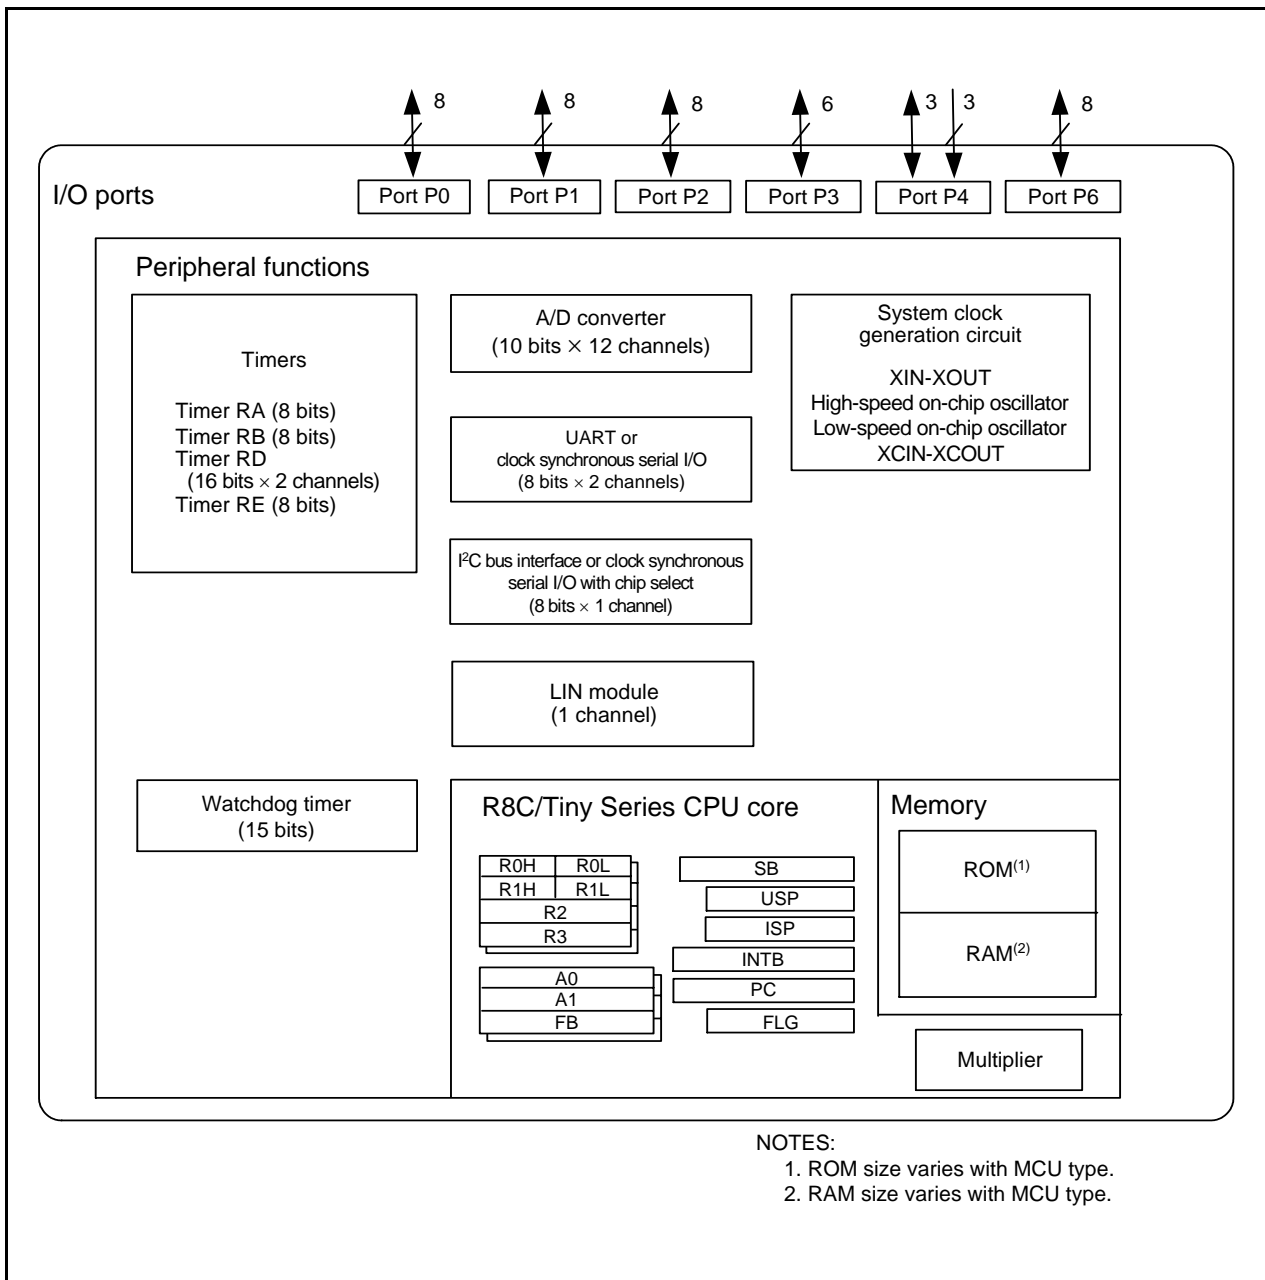 8 8 8 6 3 3 8
I/O ports
Port P0 Port P1 Port P2 Port P3 Port P4 Port P6
Peripheral functions
Timers
Timer RA (8 bits)
Timer RB (8 bits)
Timer RD
(16 bits × 2 channels)
Timer RE (8 bits)
A/D converter
(10 bits × 12 channels)
UART or
clock synchronous serial I/O
(8 bits × 2 channels)
I²C bus interface or clock synchronous
serial I/O with chip select
(8 bits × 1 channel)
LIN module
(1 channel)
System clock
generation circuit
XIN-XOUT
High-speed on-chip oscillator
Low-speed on-chip oscillator
XCIN-XCOUT
Watchdog timer
(15 bits)
R8C/Tiny Series CPU core
R0H R0L
R1H R1L
R2
R3
A0
A1
FB
SB
USP
ISP
INTB
PC
FLG
Memory
ROM(1)
RAM(2)
Multiplier
NOTES:
1. ROM size varies with MCU type.
2. RAM size varies with MCU type.